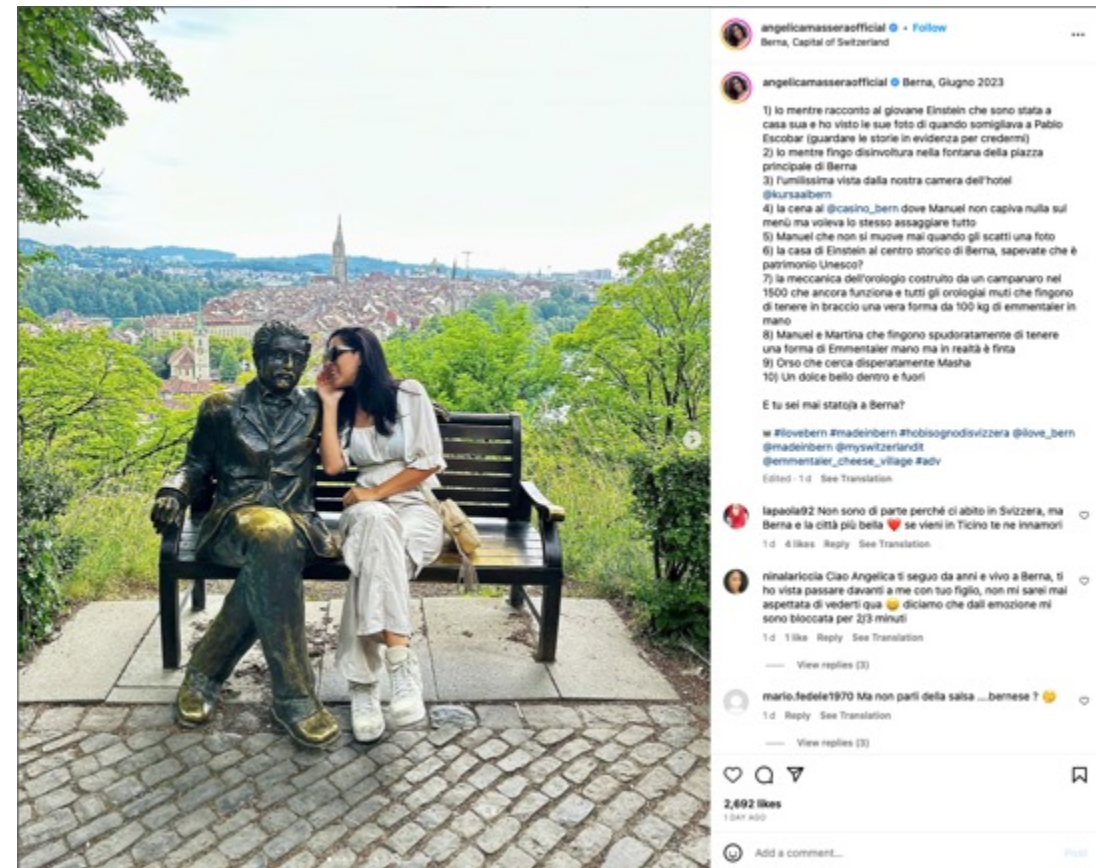 angelicamasseraofficial • Follow
Berna, Capital of Switzerland
angelicamasseraofficial Berna, Giugno 2023
1) Io mentre racconto al giovane Einstein che sono stata a
casa sua e ho visto le sue foto di quando somigliava a Pablo
Escobar (guardare le storie in evidenza per credermi)
2) Io mentre fingo disinvoltura nella fontana della piazza
principale di Berna
3) l'umilissima vista dalla nostra camera dell'hotel
@kursaalbern
4) la cena al @casino_bern dove Manuel non capiva nulla sul
menù ma voleva lo stesso assaggiare tutto
5) Manuel che non si muove mai quando gli scatti una foto
6) la casa di Einstein al centro storico di Berna, sapevate che è
patrimonio Unesco?
7) la meccanica dell'orologio costruito da un campanaro nel
1500 che ancora funziona e tutti gli orologiai muti che fingono
di tenere in braccio una vera forma da 100 kg di emmentaler in
mano
8) Manuel e Martina che fingono spudoratamente di tenere
una forma di Emmentaler mano ma in realtà è finta
9) Orso che cerca disperatamente Masha
10) Un dolce bello dentro e fuori
E tu sei mai stato/a a Berna?
w #ilovebern #madeinbern #hobisognodisvizzera @ilove_bern
@madeinbern @myswitzerlandit
@emmentaler_cheese_village #adv
Edited · 1d See Translation
lapaola92 Non sono di parte perché ci abito in Svizzera, ma
Berna e la città più bella ❤️ se vieni in Ticino te ne innamori
1d 4 likes Reply See Translation
ninalariccia Ciao Angelica ti seguo da anni e vivo a Berna, ti
ho vista passare davanti a me con tuo figlio, non mi sarei mai
aspettata di vederti qua 😄 diciamo che dall emozione mi
sono bloccata per 2/3 minuti
1d 1 like Reply See Translation
View replies (3)
mario.fedele1970 Ma non parli della salsa ....bernese ? 😄
1d Reply See Translation
View replies (3)
2,692 likes
1 DAY AGO
Add a comment...
Post